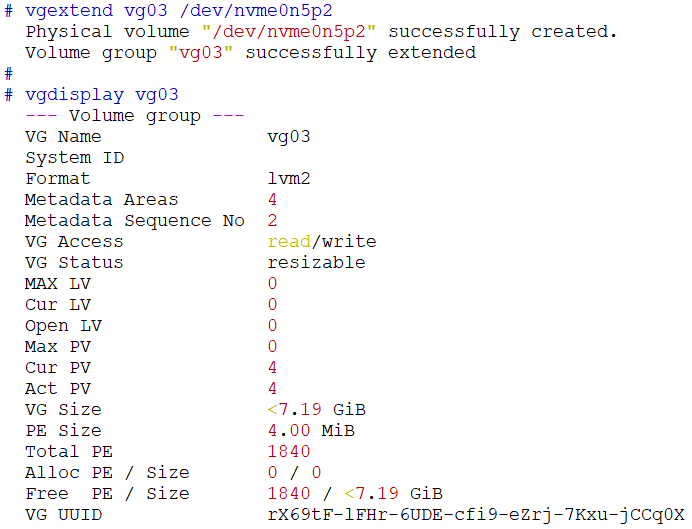 # vgextend vg03 /dev/nvme0n5p2
  Physical volume "/dev/nvme0n5p2" successfully created.
  Volume group "vg03" successfully extended
#
# vgdisplay vg03
  --- Volume group ---
  VG Name               vg03
  System ID
  Format                lvm2
  Metadata Areas        4
  Metadata Sequence No  2
  VG Access             read/write
  VG Status             resizable
  MAX LV                0
  Cur LV                0
  Open LV               0
  Max PV                0
  Cur PV                4
  Act PV                4
  VG Size               <7.19 GiB
  PE Size               4.00 MiB
  Total PE              1840
  Alloc PE / Size       0 / 0
  Free  PE / Size       1840 / <7.19 GiB
  VG UUID               rX69tF-lFHr-6UDE-cfi9-eZrj-7Kxu-jCCq0X